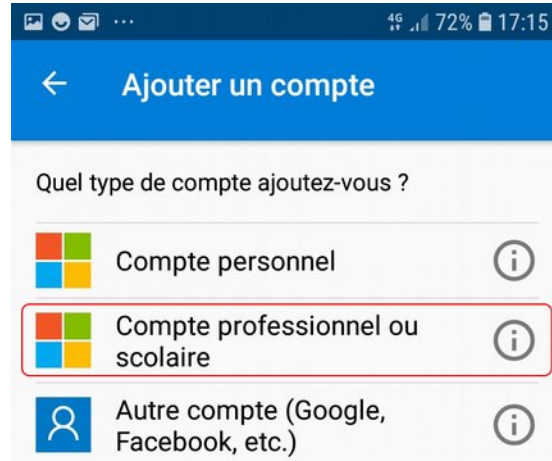 4G 72% 17:15
Ajouter un compte
Quel type de compte ajoutez-vous ?
Compte personnel
Compte professionnel ou
scolaire
Autre compte (Google,
Facebook, etc.)